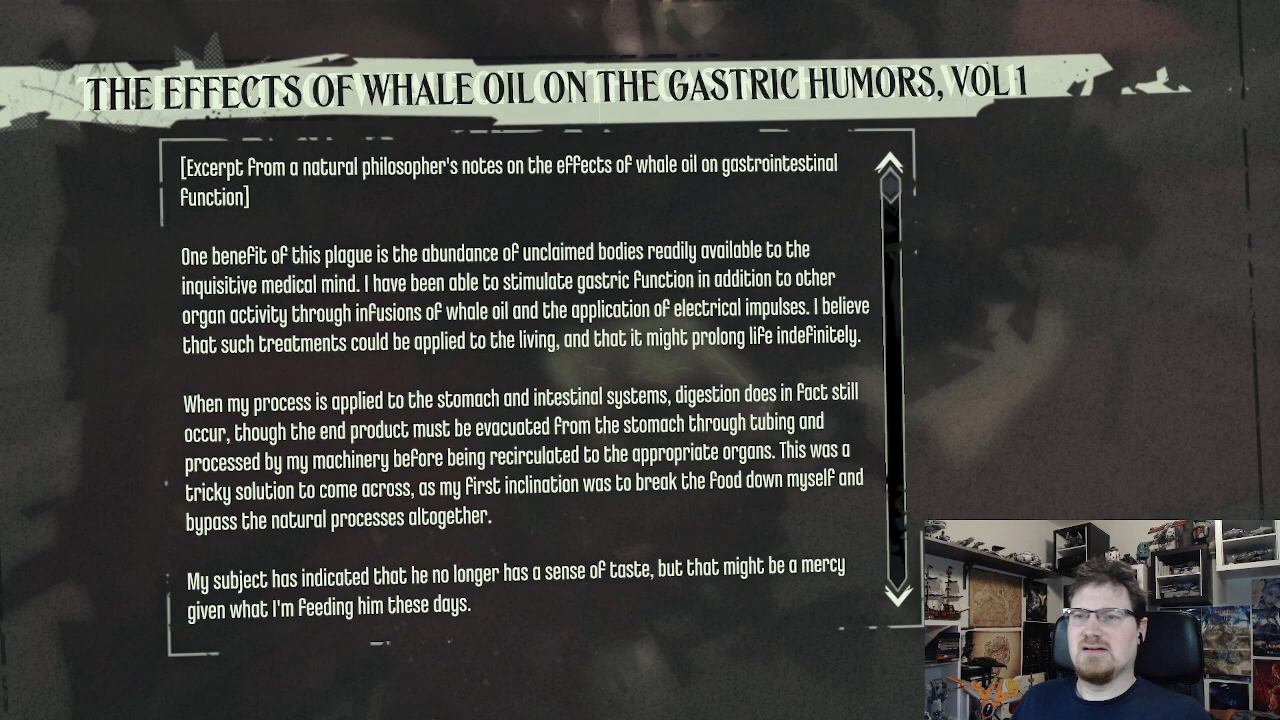 THE EFFECTS OF WHALE OIL ON THE GASTRIC HUMORS, VOL 1
[Excerpt from a natural philosopher's notes on the effects of whale oil on gastrointestinal
function]
One benefit of this plague is the abundance of unclaimed bodies readily available to the
inquisitive medical mind. I have been able to stimulate gastric function in addition to other
organ activity through infusions of whale oil and the application of electrical impulses. I believe
that such treatments could be applied to the living, and that it might prolong life indefinitely.
When my process is applied to the stomach and intestinal systems, digestion does in fact still
occur, though the end product must be evacuated from the stomach through tubing and
processed by my machinery before being recirculated to the appropriate organs. This was a
tricky solution to come across, as my first inclination was to break the food down myself and
bypass the natural processes altogether.
My subject has indicated that he no longer has a sense of taste, but that might be a mercy
given what I'm feeding him these days.